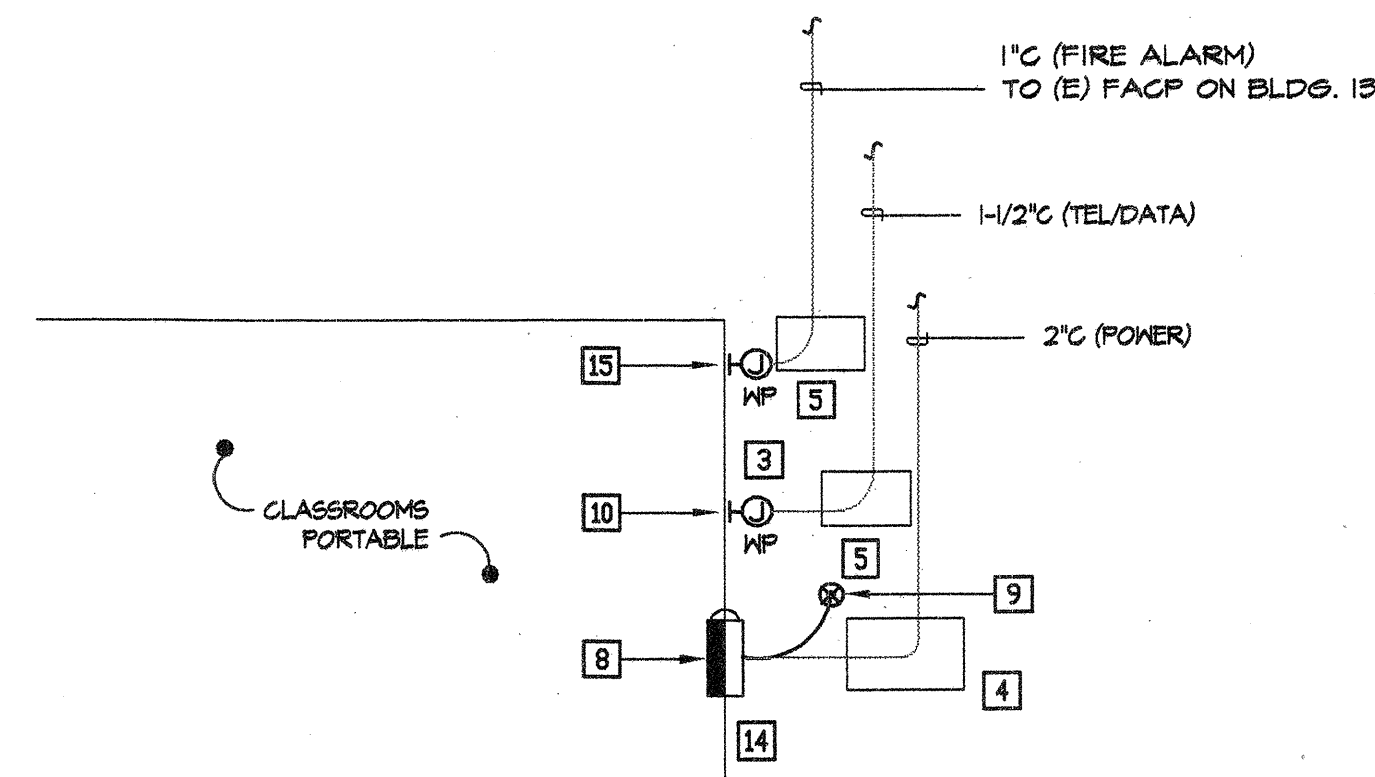 1"C (FIRE ALARM)
TO (E) FACP ON BLDG. 13
1-1/2"C (TEL/DATA)
2"C (POWER)
15
J
WP
5
3
CLASSROOMS
PORTABLE
10
J
WP
5
9
8
4
14